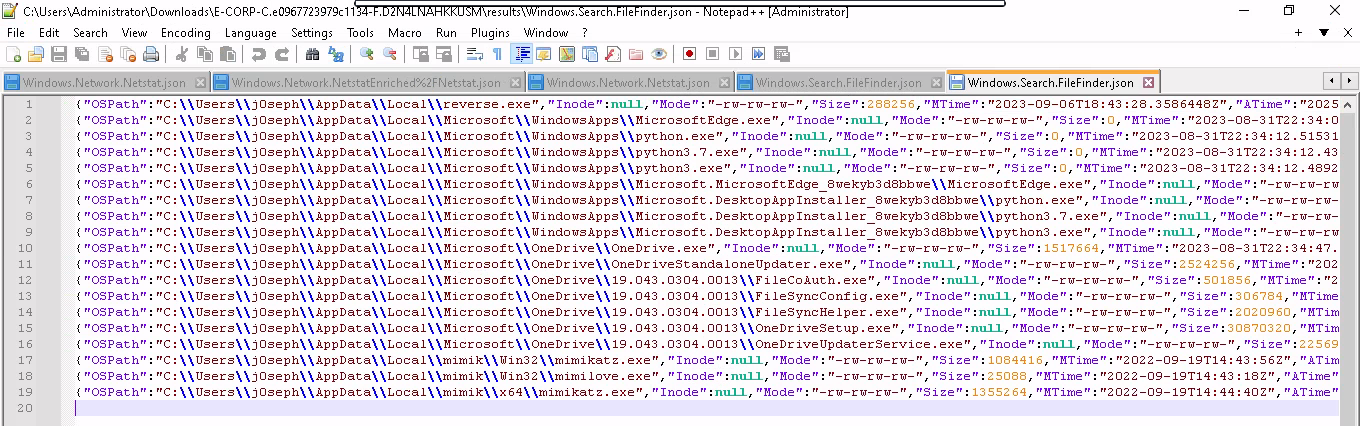 C:\Users\Administrator\Downloads\E-CORP-C.e0967723979c1134-F.D2N4LNAHKKUSM\results\Windows.Search.FileFinder.json - Notepad++ [Administrator]
File Edit Search View Encoding Language Settings Tools Macro Run Plugins Window ? + ▼ X
Windows.Network.Netstat.json Windows.Network.NetstatEnriched%2FNetstat.json Windows.Network.Netstat.json Windows.Search.FileFinder.json Windows.Search.FileFinder.json
1 {"OSPath":"C:\\Users\\j0seph\\AppData\\Local\\reverse.exe","Inode":null,"Mode":"-rw-rw-rw-","Size":288256,"MTime":"2023-09-06T18:43:28.3586448Z","ATime":"2025
2 {"OSPath":"C:\\Users\\j0seph\\AppData\\Local\\Microsoft\\WindowsApps\\MicrosoftEdge.exe","Inode":null,"Mode":"-rw-rw-rw-","Size":0,"MTime":"2023-08-31T22:34:0
3 {"OSPath":"C:\\Users\\j0seph\\AppData\\Local\\Microsoft\\WindowsApps\\python.exe","Inode":null,"Mode":"-rw-rw-rw-","Size":0,"MTime":"2023-08-31T22:34:12.51531
4 {"OSPath":"C:\\Users\\j0seph\\AppData\\Local\\Microsoft\\WindowsApps\\python3.7.exe","Inode":null,"Mode":"-rw-rw-rw-","Size":0,"MTime":"2023-08-31T22:34:12.43
5 {"OSPath":"C:\\Users\\j0seph\\AppData\\Local\\Microsoft\\WindowsApps\\python3.exe","Inode":null,"Mode":"-rw-rw-rw-","Size":0,"MTime":"2023-08-31T22:34:12.4892
6 {"OSPath":"C:\\Users\\j0seph\\AppData\\Local\\Microsoft\\WindowsApps\\Microsoft.MicrosoftEdge_8wekyb3d8bbwe\\MicrosoftEdge.exe","Inode":null,"Mode":"-rw-rw-rw
7 {"OSPath":"C:\\Users\\j0seph\\AppData\\Local\\Microsoft\\WindowsApps\\Microsoft.DesktopAppInstaller_8wekyb3d8bbwe\\python.exe","Inode":null,"Mode":"-rw-rw-rw-
8 {"OSPath":"C:\\Users\\j0seph\\AppData\\Local\\Microsoft\\WindowsApps\\Microsoft.DesktopAppInstaller_8wekyb3d8bbwe\\python3.7.exe","Inode":null,"Mode":"-rw-rw-
9 {"OSPath":"C:\\Users\\j0seph\\AppData\\Local\\Microsoft\\WindowsApps\\Microsoft.DesktopAppInstaller_8wekyb3d8bbwe\\python3.exe","Inode":null,"Mode":"-rw-rw-rw
10 {"OSPath":"C:\\Users\\j0seph\\AppData\\Local\\Microsoft\\OneDrive\\OneDrive.exe","Inode":null,"Mode":"-rw-rw-rw-","Size":1517664,"MTime":"2023-08-31T22:34:47.
11 {"OSPath":"C:\\Users\\j0seph\\AppData\\Local\\Microsoft\\OneDrive\\OneDriveStandaloneUpdater.exe","Inode":null,"Mode":"-rw-rw-rw-","Size":2524256,"MTime":"202
12 {"OSPath":"C:\\Users\\j0seph\\AppData\\Local\\Microsoft\\OneDrive\\19.043.0304.0013\\FileCoAuth.exe","Inode":null,"Mode":"-rw-rw-rw-","Size":501856,"MTime":"2
13 {"OSPath":"C:\\Users\\j0seph\\AppData\\Local\\Microsoft\\OneDrive\\19.043.0304.0013\\FileSyncConfig.exe","Inode":null,"Mode":"-rw-rw-rw-","Size":306784,"MTime
14 {"OSPath":"C:\\Users\\j0seph\\AppData\\Local\\Microsoft\\OneDrive\\19.043.0304.0013\\FileSyncHelper.exe","Inode":null,"Mode":"-rw-rw-rw-","Size":2020960,"MTim
15 {"OSPath":"C:\\Users\\j0seph\\AppData\\Local\\Microsoft\\OneDrive\\19.043.0304.0013\\OneDriveSetup.exe","Inode":null,"Mode":"-rw-rw-rw-","Size":30870320,"MTim
16 {"OSPath":"C:\\Users\\j0seph\\AppData\\Local\\Microsoft\\OneDrive\\19.043.0304.0013\\OneDriveUpdaterService.exe","Inode":null,"Mode":"-rw-rw-rw-","Size":22569
17 {"OSPath":"C:\\Users\\j0seph\\AppData\\Local\\mimik\\Win32\\mimikatz.exe","Inode":null,"Mode":"-rw-rw-rw-","Size":1084416,"MTime":"2022-09-19T14:43:56Z","ATim
18 {"OSPath":"C:\\Users\\j0seph\\AppData\\Local\\mimik\\Win32\\mimilove.exe","Inode":null,"Mode":"-rw-rw-rw-","Size":25088,"MTime":"2022-09-19T14:43:18Z","ATime"
19 {"OSPath":"C:\\Users\\j0seph\\AppData\\Local\\mimik\\x64\\mimikatz.exe","Inode":null,"Mode":"-rw-rw-rw-","Size":1355264,"MTime":"2022-09-19T14:44:40Z","ATime"
20